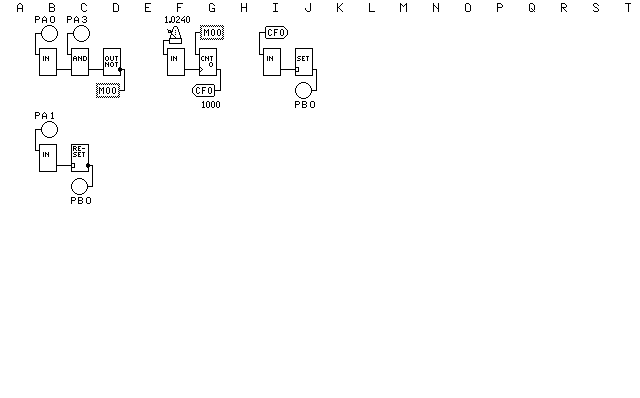 A B C D E F G H I J K L M N O P Q R S T
PA0 PA3 1.0240
M00 CF0
IN AND OUT NOT IN CNT 0 IN SET
M00 CF0 PB0
1000
PA1
IN RE-SET
PB0